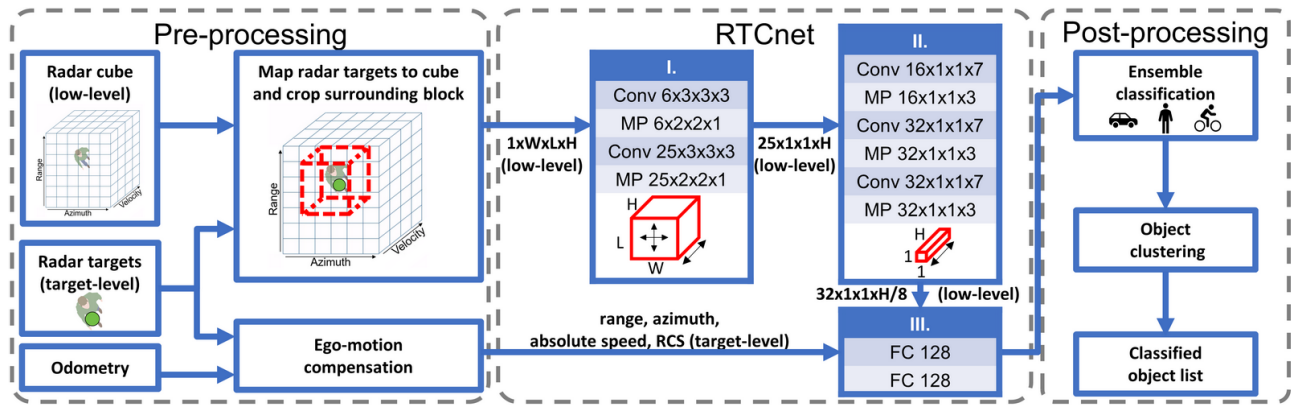 Pre-processing
Radar cube
(low-level)
Range
Azimuth
Velocity
Radar targets
(target-level)
Odometry
Map radar targets to cube
and crop surrounding block
Range
Azimuth
Velocity
Ego-motion
compensation
RTCnet
1xWxLxH
(low-level)
I.
Conv 6x3x3x3
MP 6x2x2x1
Conv 25x3x3x3
MP 25x2x2x1
H
L
W
25x1x1xH
(low-level)
II.
Conv 16x1x1x7
MP 16x1x1x3
Conv 32x1x1x7
MP 32x1x1x3
Conv 32x1x1x7
MP 32x1x1x3
H
1
1
32x1x1xH/8 (low-level)
range, azimuth,
absolute speed, RCS (target-level)
III.
FC 128
FC 128
Post-processing
Ensemble
classification
Object
clustering
Classified
object list